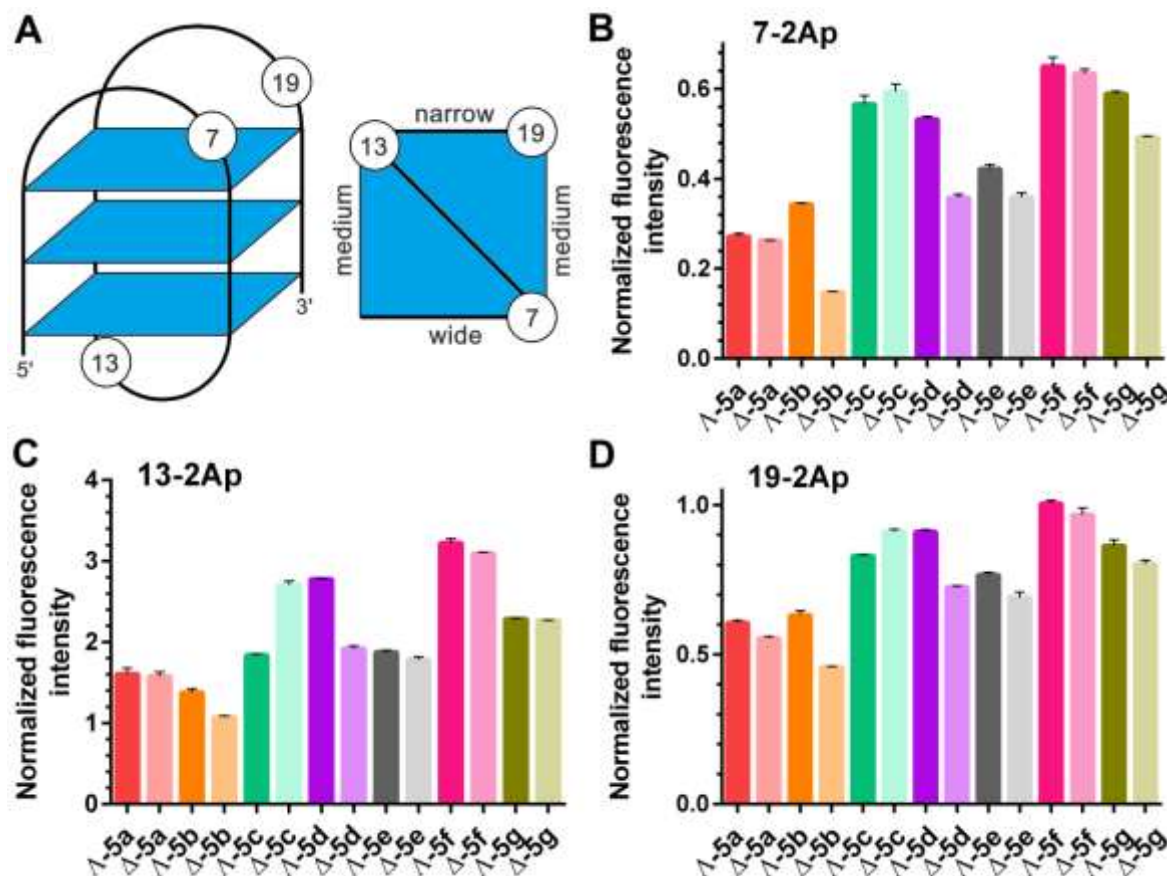 A
19
7
13
5'
3'
narrow
13
19
medium
medium
7
wide
B
7-2Ap
Normalized fluorescence
intensity
0.6
0.4
0.2
0.0
Λ-5a
Δ-5a
Λ-5b
Δ-5b
Λ-5c
Δ-5c
Λ-5d
Δ-5d
Λ-5e
Δ-5e
Λ-5f
Δ-5f
Λ-5g
Δ-5g
C
13-2Ap
Normalized fluorescence
intensity
4
3
2
1
0
Λ-5a
Δ-5a
Λ-5b
Δ-5b
Λ-5c
Δ-5c
Λ-5d
Δ-5d
Λ-5e
Δ-5e
Λ-5f
Δ-5f
Λ-5g
Δ-5g
D
19-2Ap
Normalized fluorescence
intensity
1.0
0.5
0.0
Λ-5a
Δ-5a
Λ-5b
Δ-5b
Λ-5c
Δ-5c
Λ-5d
Δ-5d
Λ-5e
Δ-5e
Λ-5f
Δ-5f
Λ-5g
Δ-5g